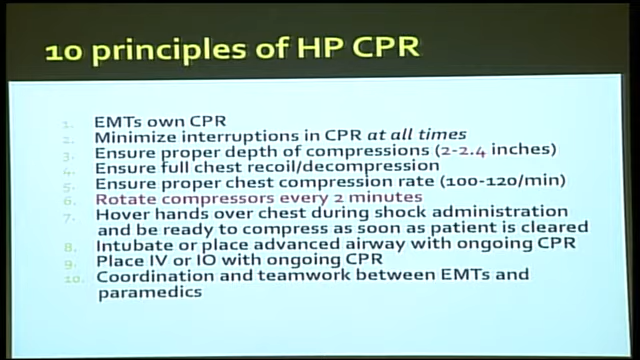 10 principles of HP CPR
1. EMTs own CPR
2. Minimize interruptions in CPR at all times
3. Ensure proper depth of compressions (2-2.4 inches)
4. Ensure full chest recoil/decompression
5. Ensure proper chest compression rate (100-120/min)
6. Rotate compressors every 2 minutes
7. Hover hands over chest during shock administration
and be ready to compress as soon as patient is cleared
8. Intubate or place advanced airway with ongoing CPR
9. Place IV or IO with ongoing CPR
10. Coordination and teamwork between EMTs and
paramedics